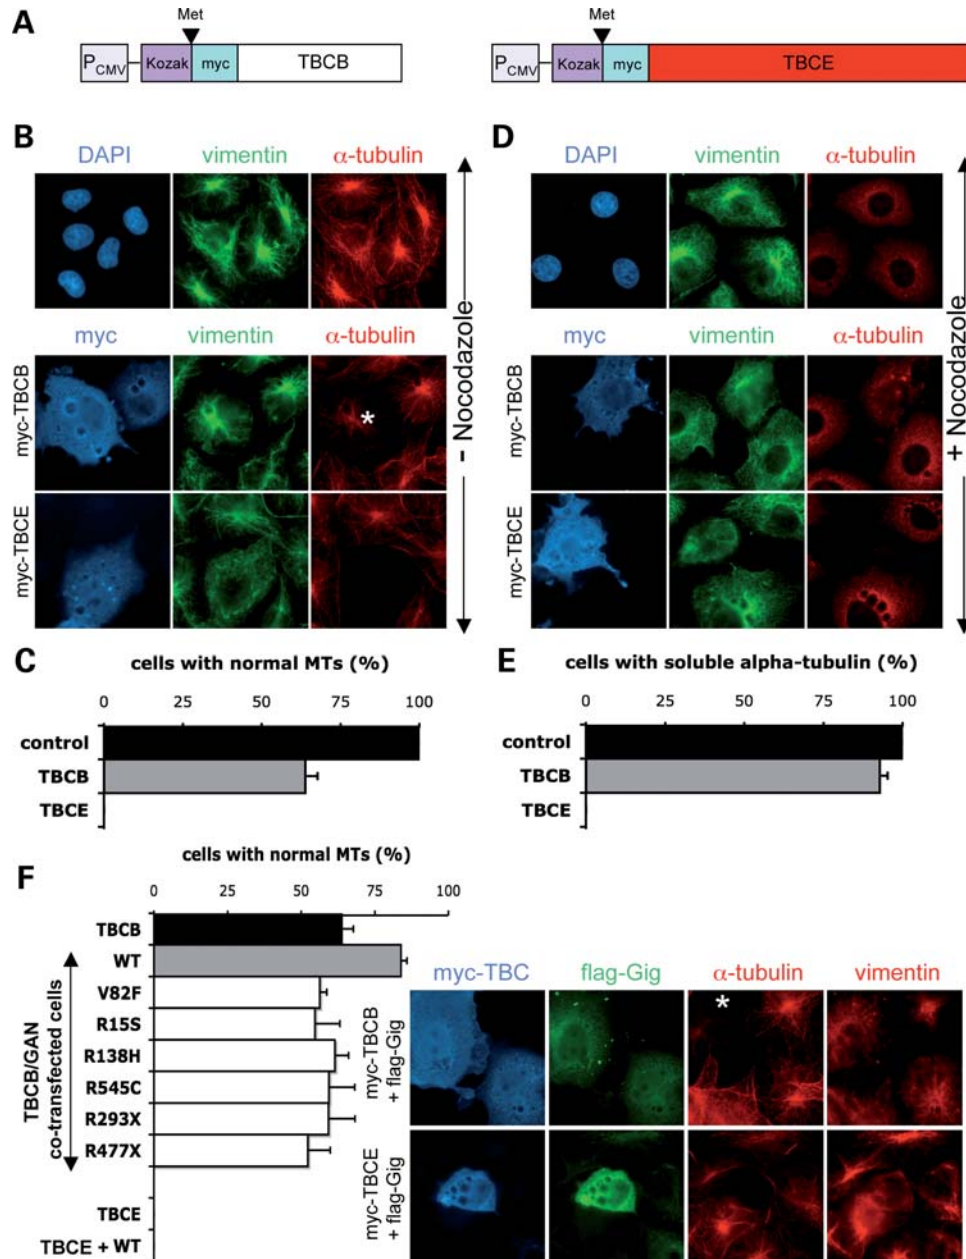 A
Met
P CMV Kozak myc TBCB
Met
P CMV Kozak myc TBCE
B
DAPI vimentin α-tubulin
myc vimentin α-tubulin
myc-TBCB
*
myc-TBCE
- Nocodazole
D
DAPI vimentin α-tubulin
myc vimentin α-tubulin
myc-TBCB
myc-TBCE
+ Nocodazole
C
cells with normal MTs (%)
0 25 50 75 100
control
TBCB
TBCE
E
cells with soluble alpha-tubulin (%)
0 25 50 75 100
control
TBCB
TBCE
F
cells with normal MTs (%)
0 25 50 75 100
TBCB
WT
V82F
R15S
R138H
R545C
R293X
R477X
TBCE
TBCE + WT
TBCB/GAN
co-transfected cells
myc-TBC flag-Gig α-tubulin vimentin
myc-TBCB
+ flag-Gig
*
myc-TBCE
+ flag-Gig